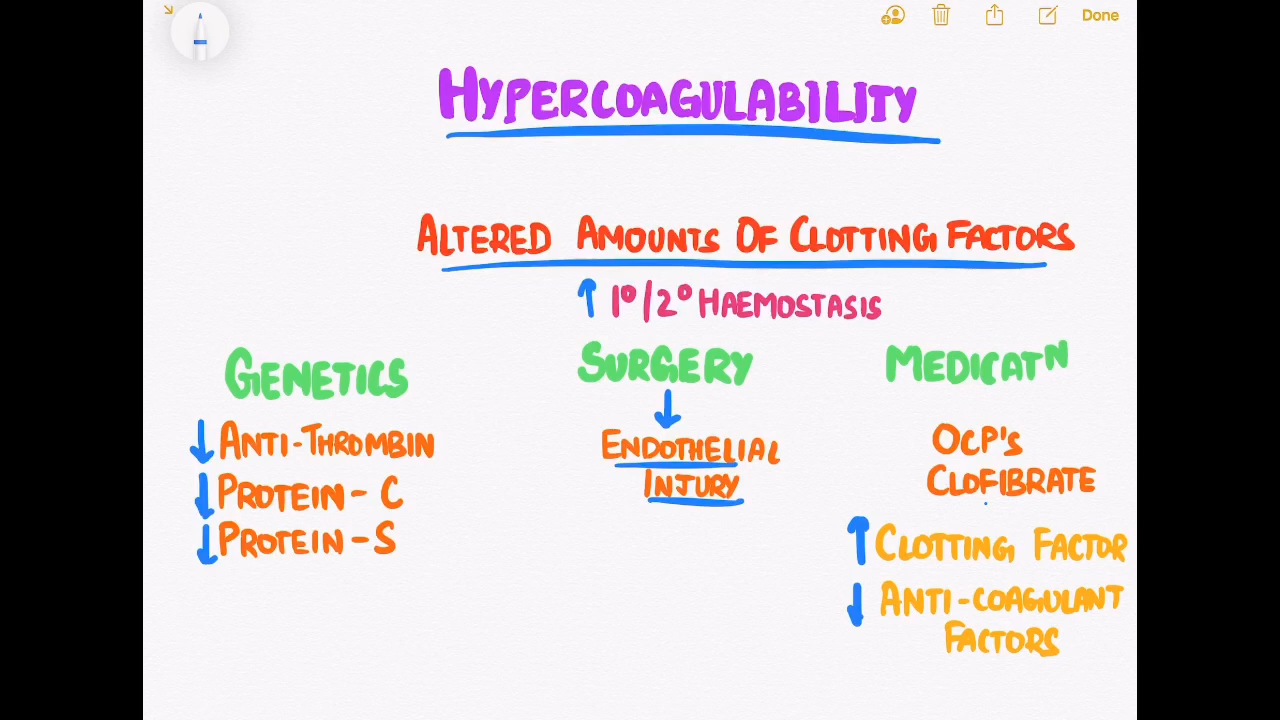 Done
HYPERCOAGULABILITY
ALTERED AMOUNTS OF CLOTTING FACTORS
↑ 1°/2° HAEMOSTASIS
GENETICS
↓ ANTI-THROMBIN
↓ PROTEIN-C
↓ PROTEIN-S
SURGERY
↓
ENDOTHELIAL
INJURY
MEDICATᴺ
OCP'S
CLOFIBRATE
↑ CLOTTING FACTOR
↓ ANTI-COAGULANT
FACTORS